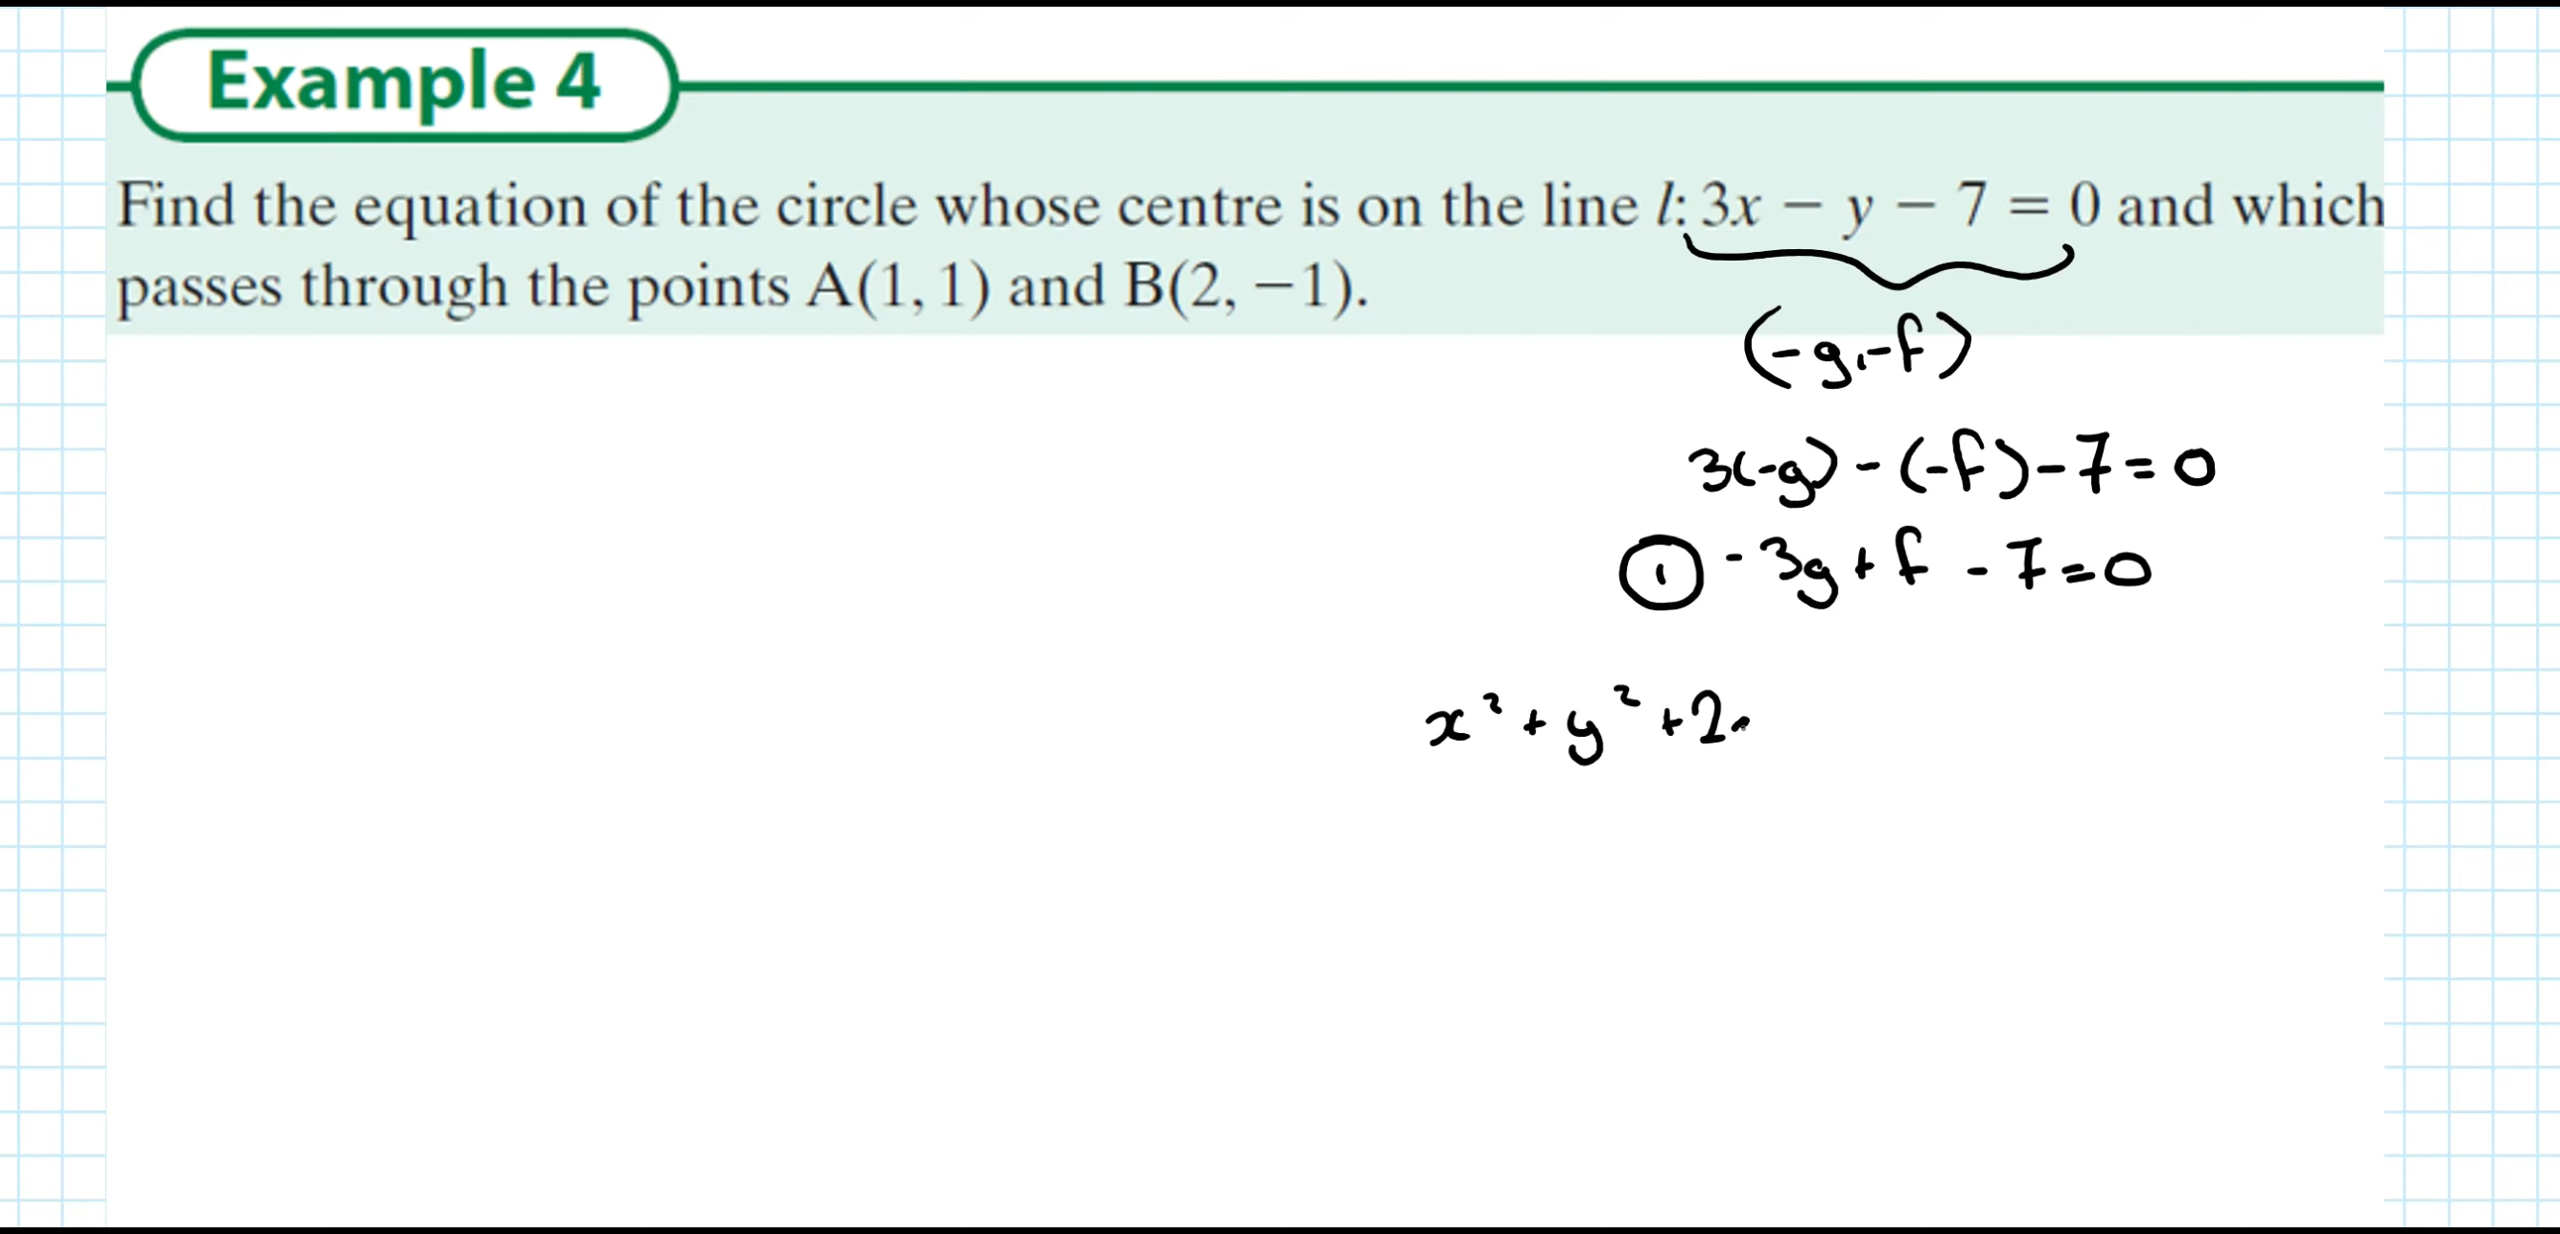 Example 4
Find the equation of the circle whose centre is on the line l: 3x − y − 7 = 0 and which
passes through the points A(1, 1) and B(2, −1).
(-g,-f)
3(-g) - (-f) - 7 = 0
① -3g + f - 7 = 0
x² + y² + 2